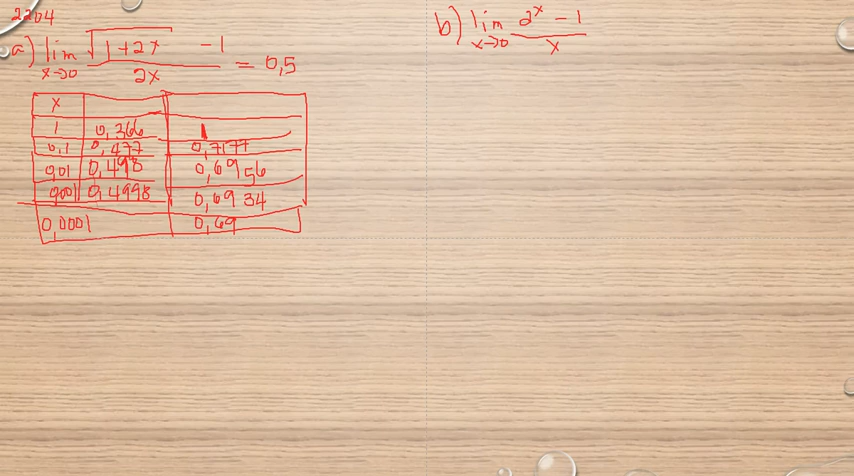 2204
a) lim x→0 (√(1+2x) - 1)/(2x) = 0,5
x
1 0,366 1
0,1 0,477 0,7177
0,01 0,498 0,6956
0,001 0,4998 0,6934
0,0001 0,69
b) lim x→0 (2^x - 1)/x